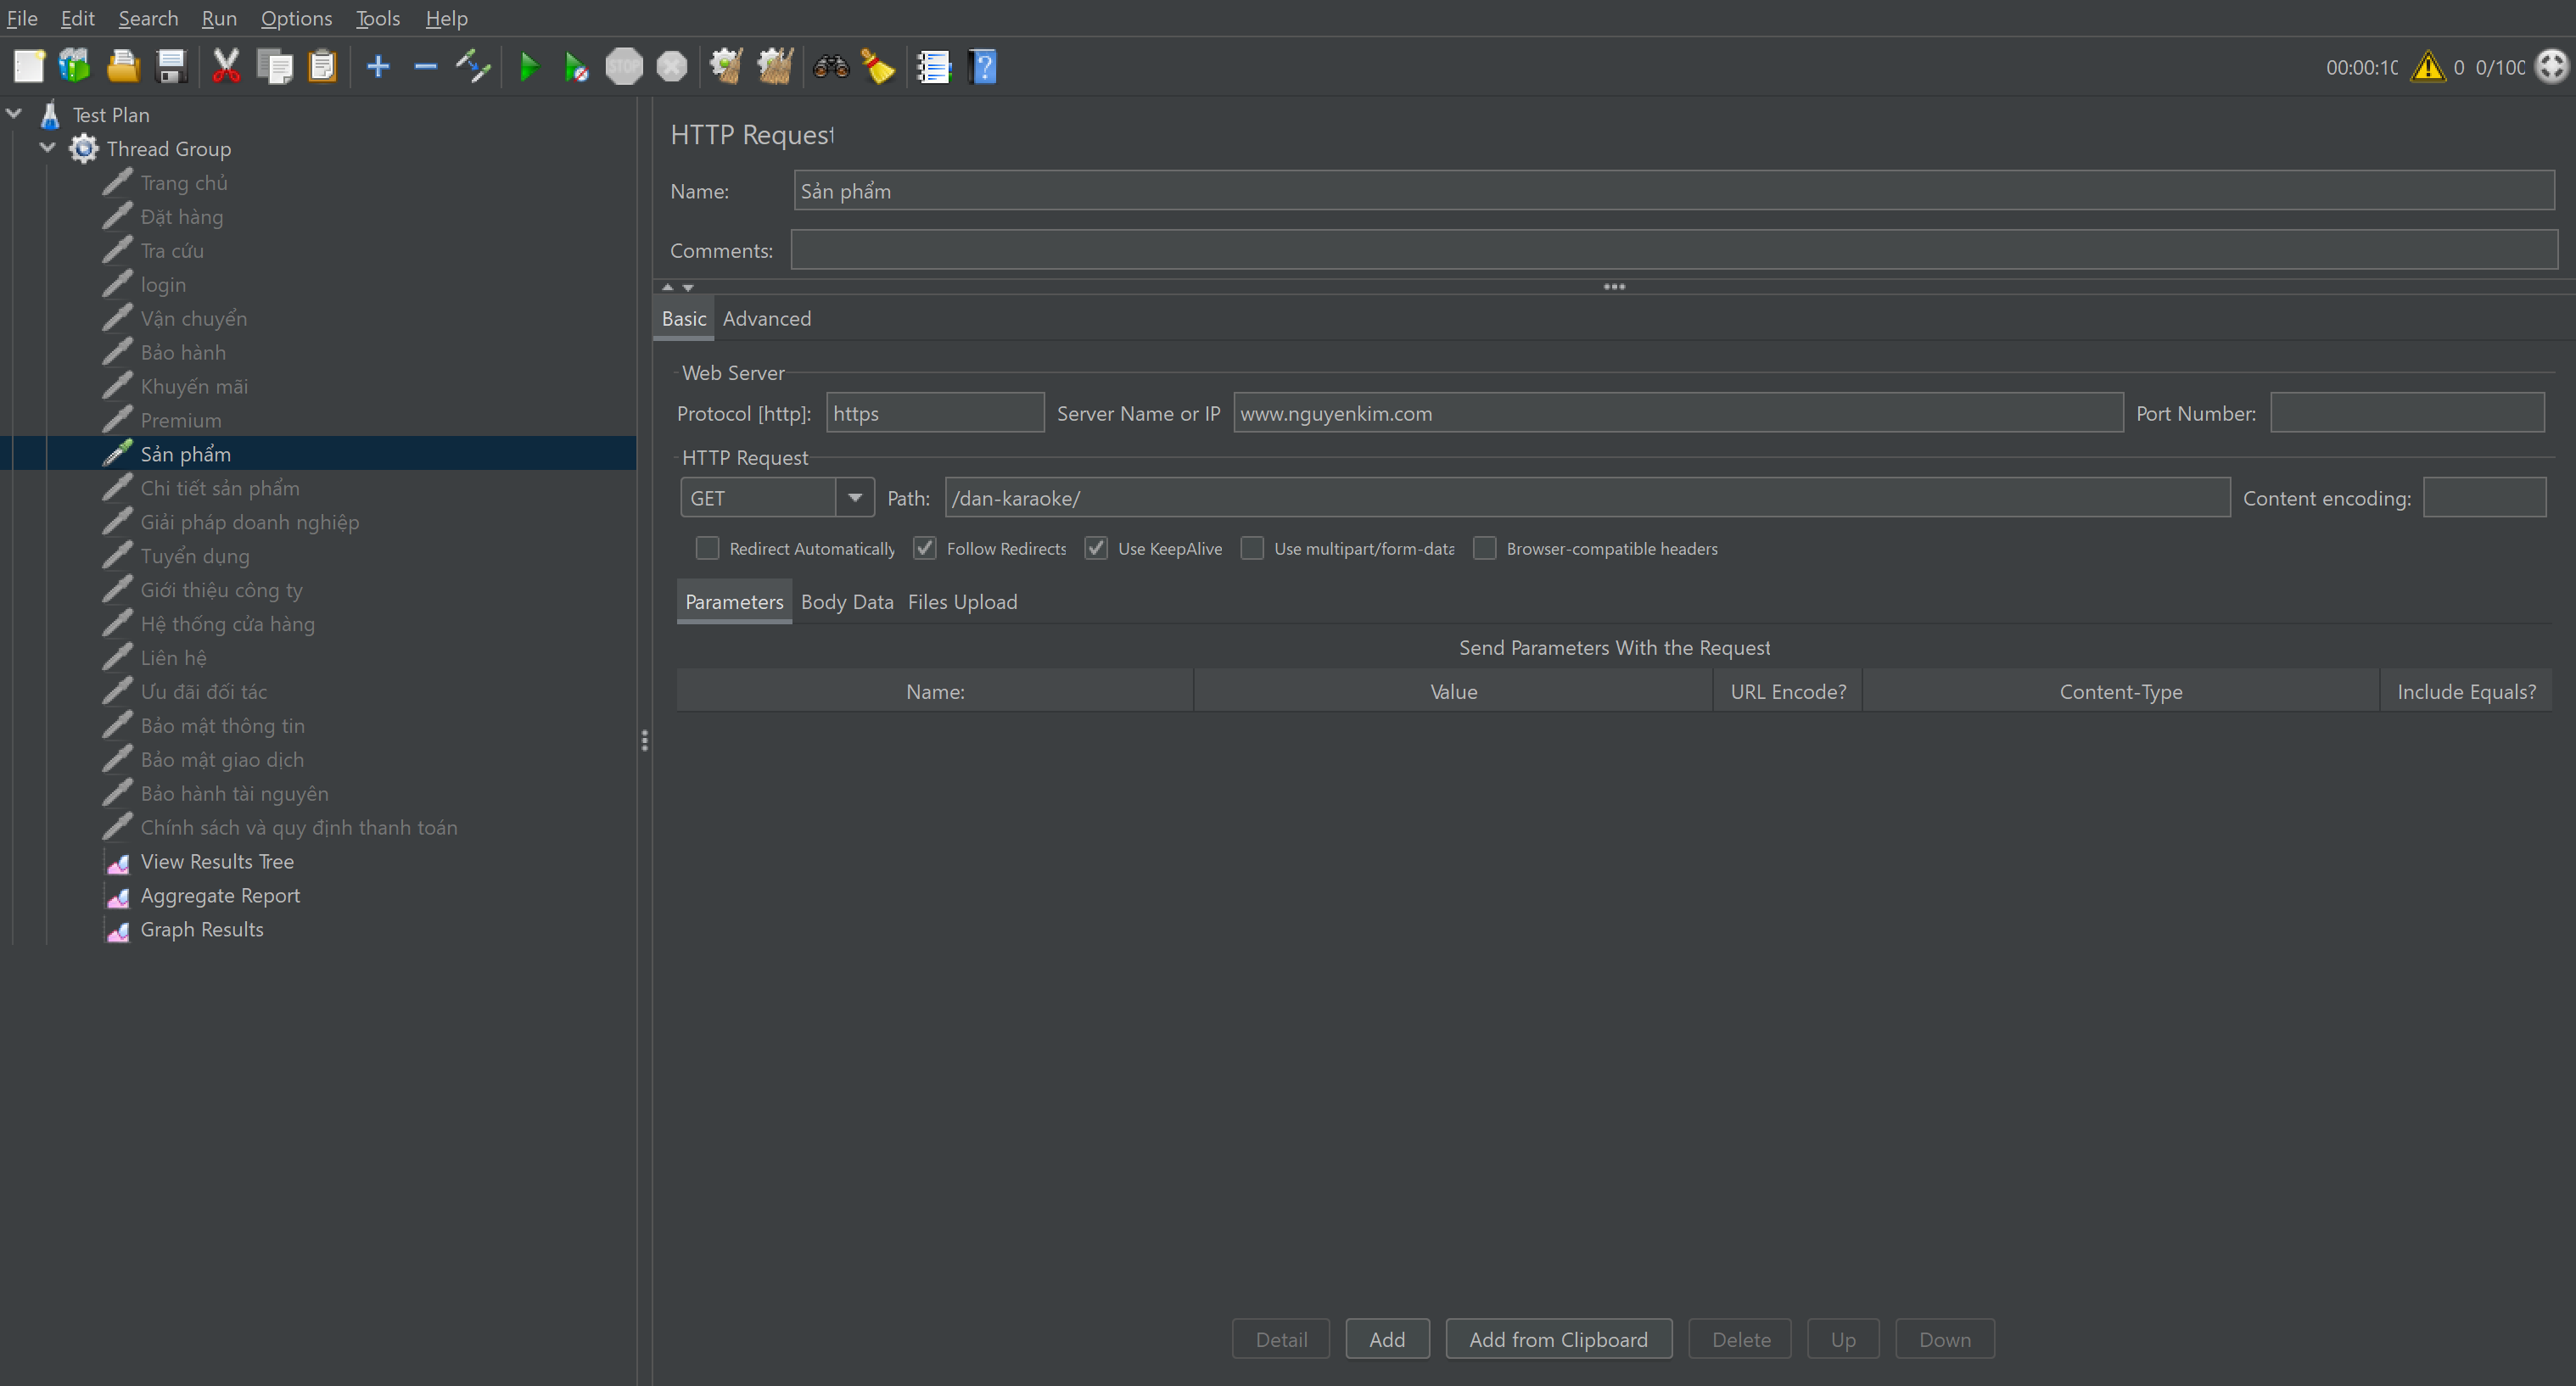 File Edit Search Run Options Tools Help
STOP
00:00:10 0 0/100
Test Plan
Thread Group
Trang chủ
Đặt hàng
Tra cứu
login
Vận chuyển
Bảo hành
Khuyến mãi
Premium
Sản phẩm
Chi tiết sản phẩm
Giải pháp doanh nghiệp
Tuyển dụng
Giới thiệu công ty
Hệ thống cửa hàng
Liên hệ
Ưu đãi đối tác
Bảo mật thông tin
Bảo mật giao dịch
Bảo hành tài nguyên
Chính sách và quy định thanh toán
View Results Tree
Aggregate Report
Graph Results
HTTP Request
Name: Sản phẩm
Comments:
Basic Advanced
Web Server
Protocol [http]: https Server Name or IP www.nguyenkim.com Port Number:
HTTP Request
GET Path: /dan-karaoke/ Content encoding:
Redirect Automatically Follow Redirects Use KeepAlive Use multipart/form-data Browser-compatible headers
Parameters Body Data Files Upload
Send Parameters With the Request
Name: Value URL Encode? Content-Type Include Equals?
Detail Add Add from Clipboard Delete Up Down